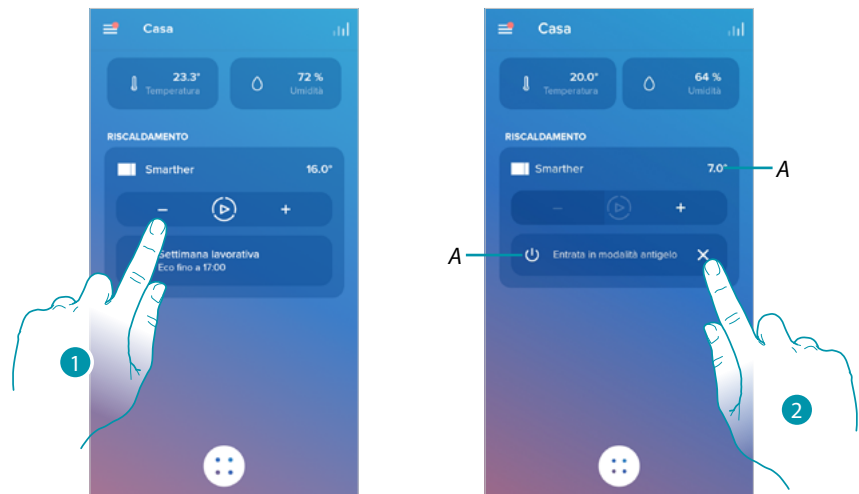 Casa
23.3°
Temperatura
72 %
Umidità
RISCALDAMENTO
Smarther
16.0°
Settimana lavorativa
Eco fino a 17:00
1
Casa
20.0°
Temperatura
64 %
Umidità
RISCALDAMENTO
Smarther
7.0°
A
A
Entrata in modalità antigelo
2